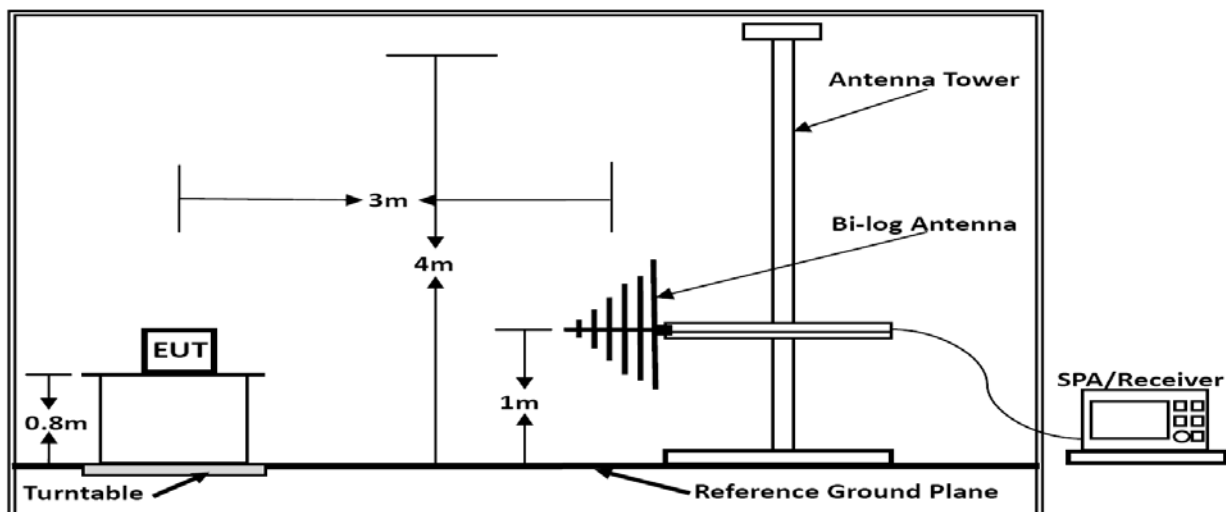 Antenna Tower
3m
Bi-log Antenna
4m
EUT
SPA/Receiver
1m
0.8m
Turntable
Reference Ground Plane